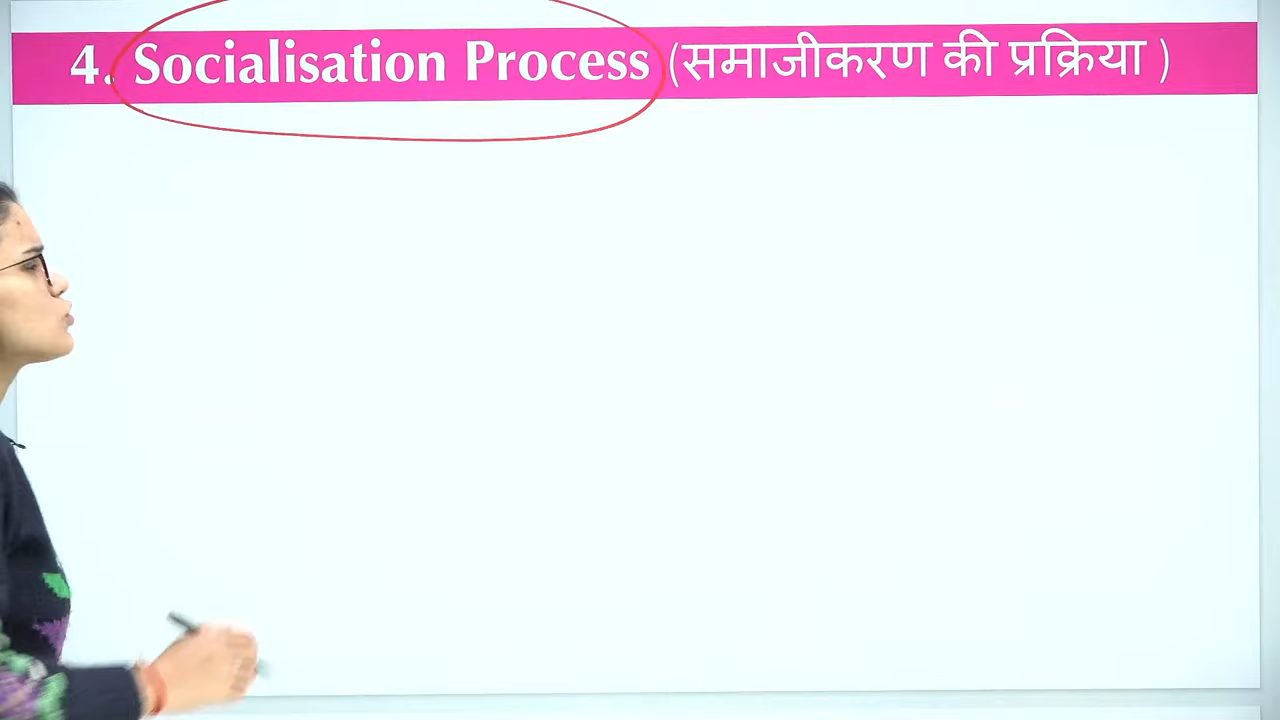 4. Socialisation Process (समाजीकरण की प्रक्रिया )